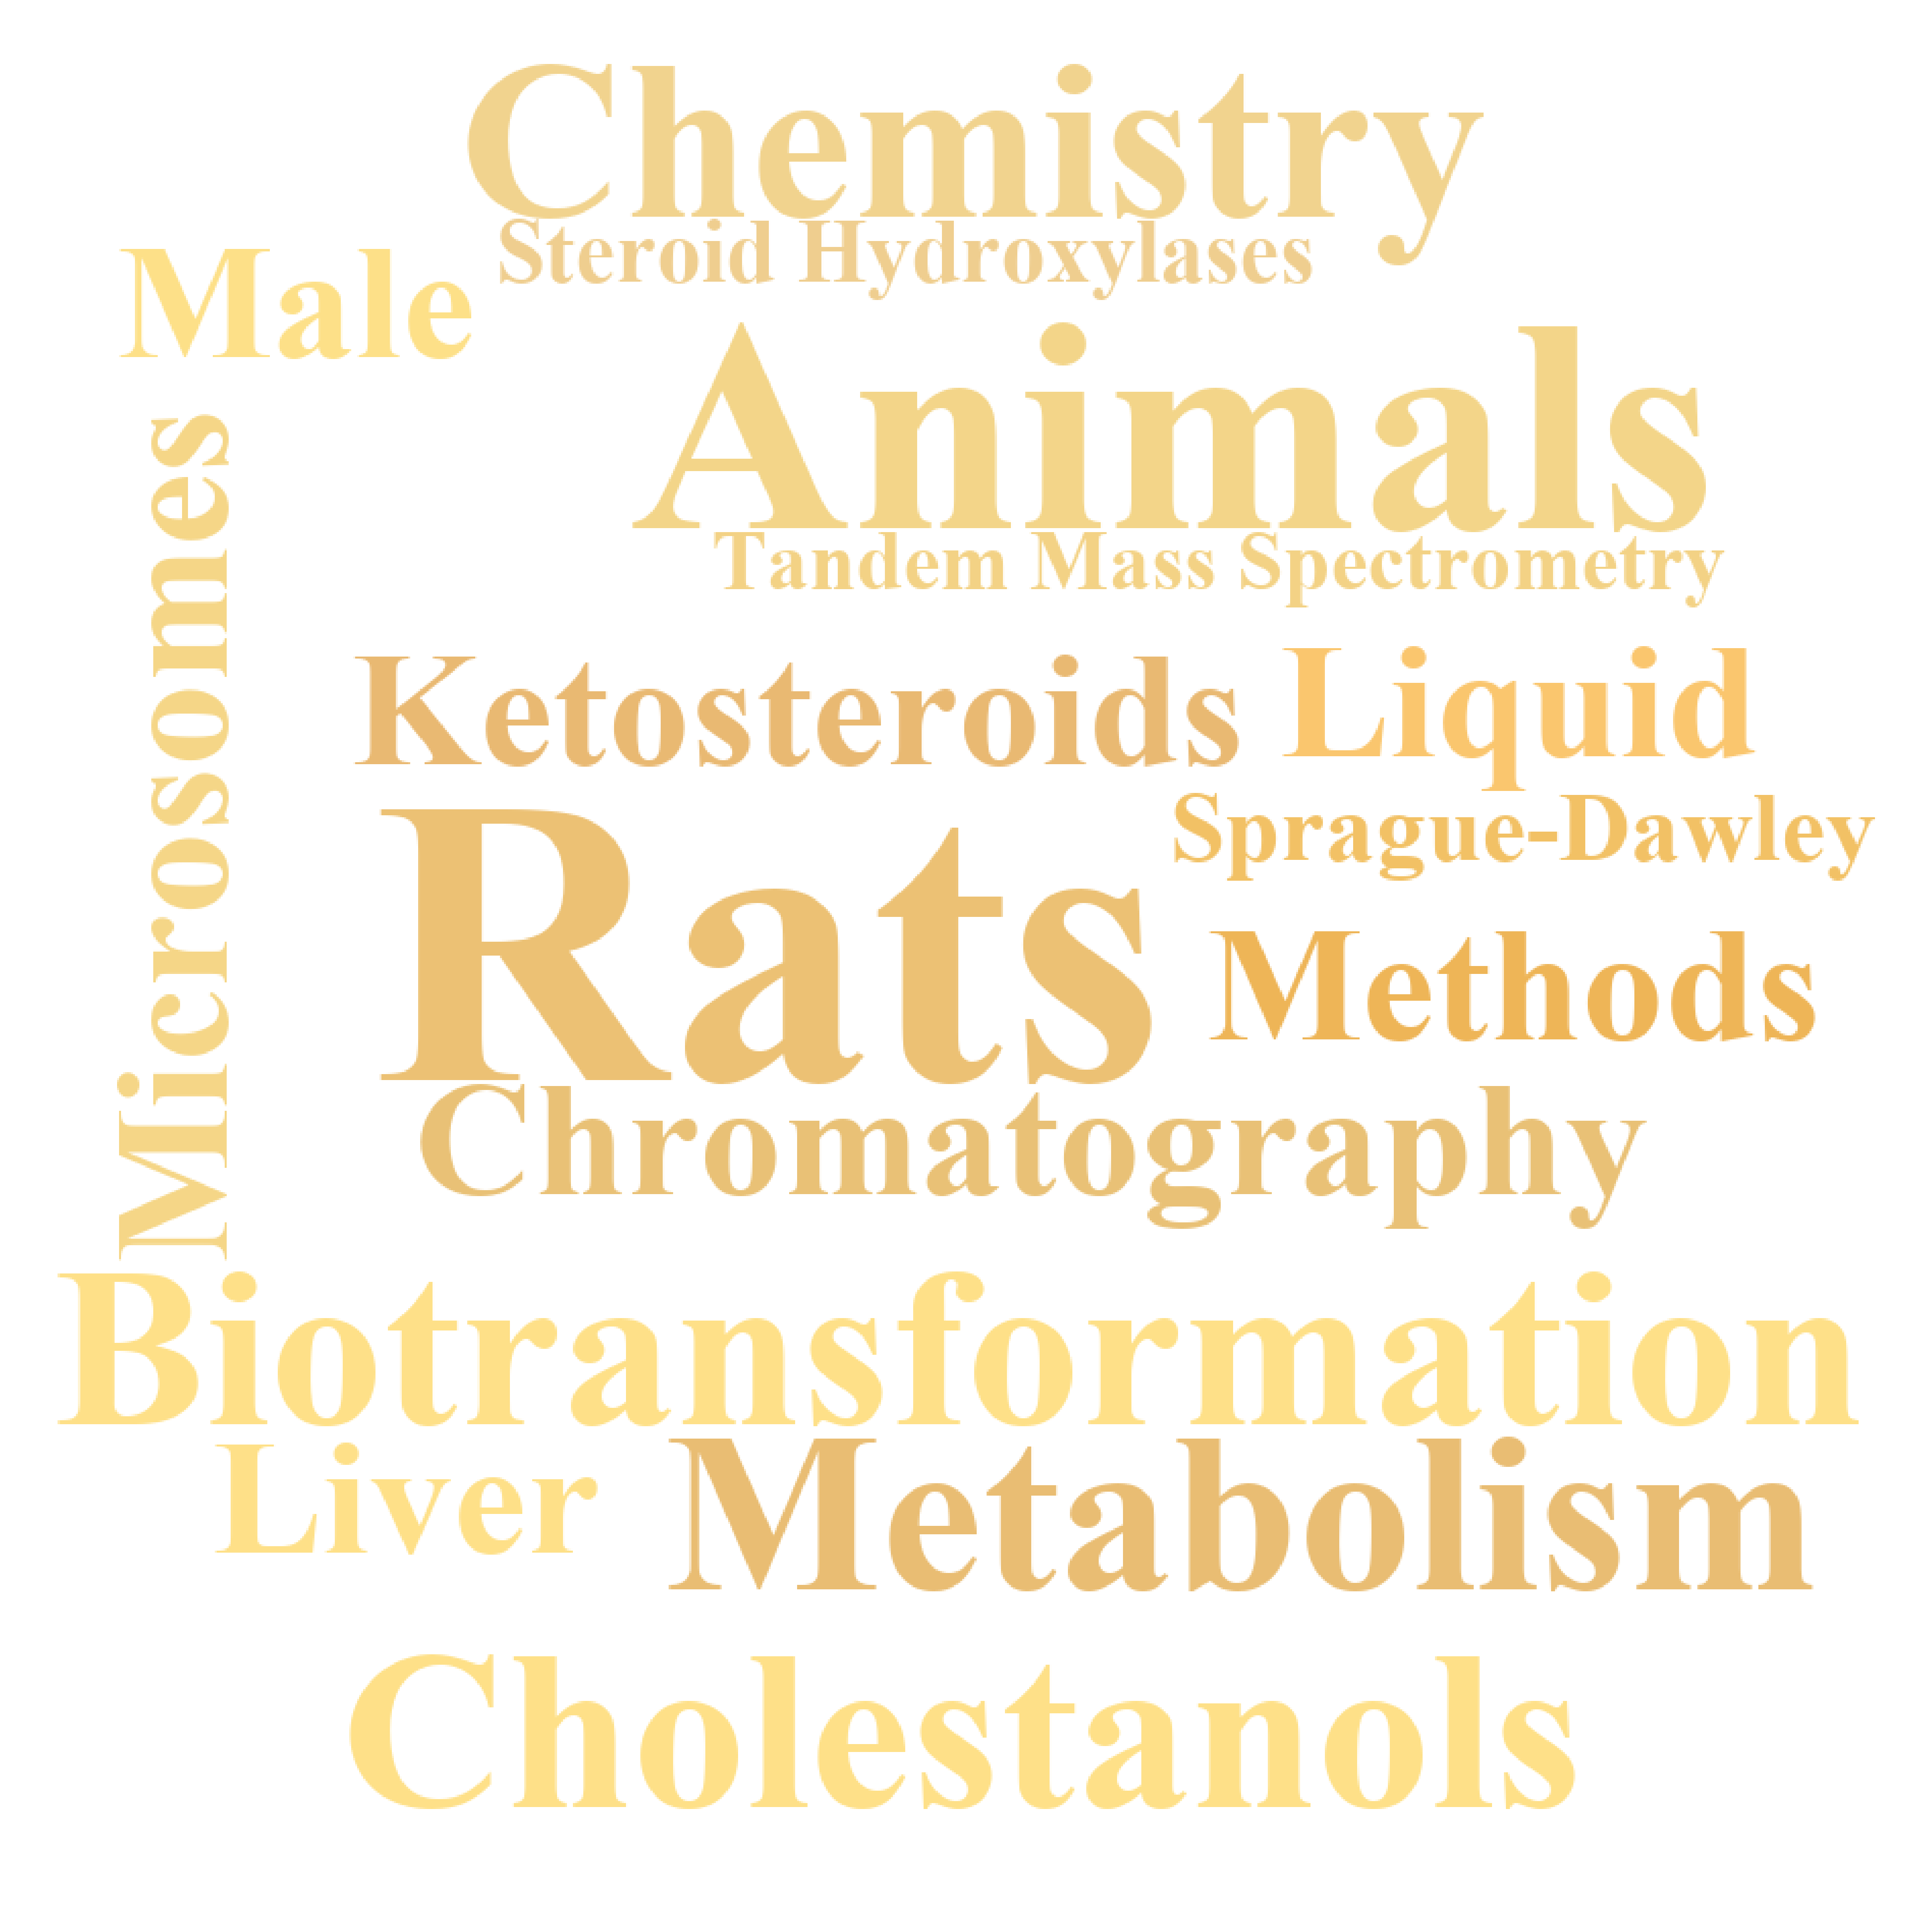 Chemistry
Steroid Hydroxylases
Male
Animals
Tandem Mass Spectrometry
Microsomes
Ketosteroids
Liquid
Sprague-Dawley
Rats
Methods
Chromatography
Biotransformation
Liver
Metabolism
Cholestanols